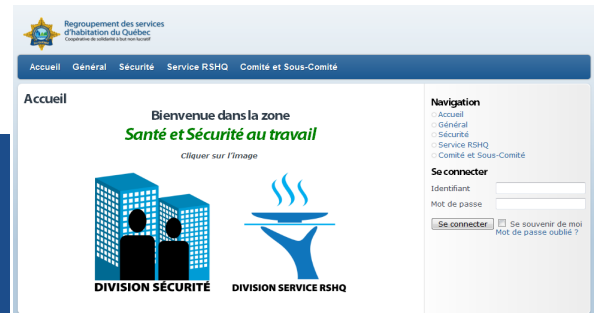 Regroupement des services
d'habitation du Québec
Coopérative de solidarité à but non lucratif
Accueil Général Sécurité Service RSHQ Comité et Sous-Comité
Accueil
Bienvenue dans la zone
Santé et Sécurité au travail
Cliquer sur l'image
DIVISION SÉCURITÉ
DIVISION SERVICE RSHQ
Navigation
Accueil
Général
Sécurité
Service RSHQ
Comité et Sous-Comité
Se connecter
Identifiant
Mot de passe
Se connecter Se souvenir de moi
Mot de passe oublié ?